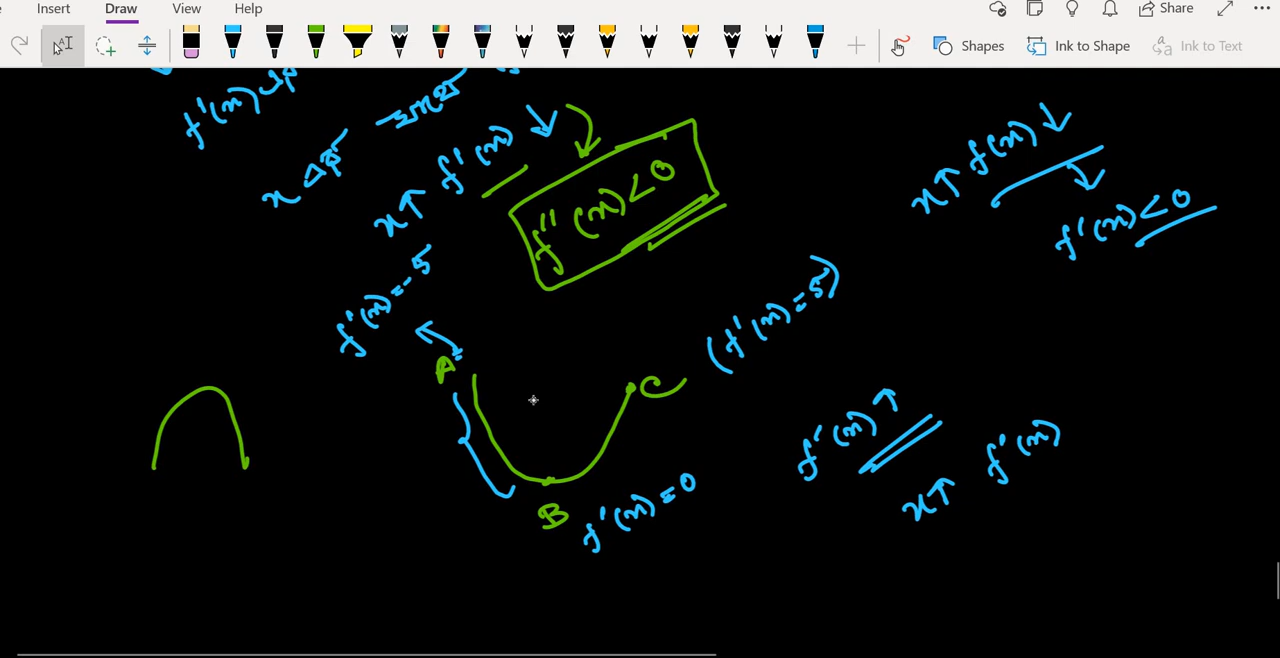 Insert Draw View Help
Share
Shapes Ink to Shape Ink to Text
f'(x)
x
x↑ f'(x) ↓
f''(x) < 0
x↑ f(x) ↓
f'(x) < 0
f'(x) = -5
A
(f'(x) = 5)
C
f'(x) ↑
x↑ f'(x)
B f'(x) = 0